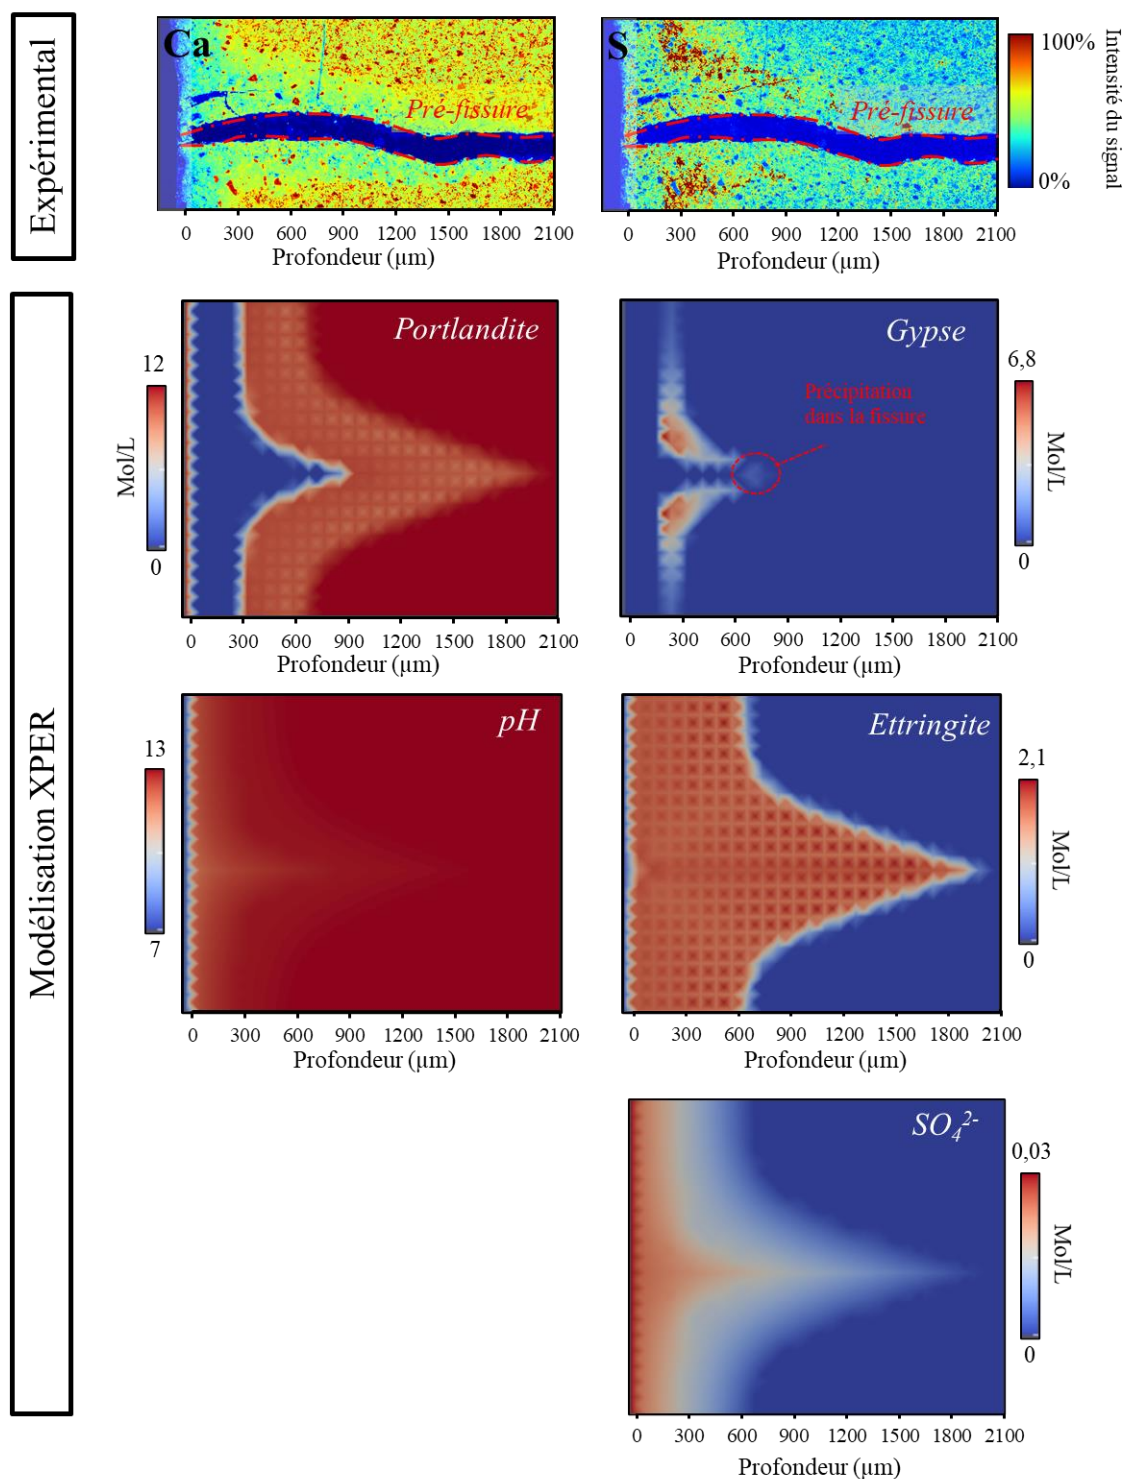 Expérimental
Ca
Pré-fissure
0 300 600 900 1200 1500 1800 2100
Profondeur (µm)
S
Pré-fissure
0 300 600 900 1200 1500 1800 2100
Profondeur (µm)
100%
0%
Intensité du signal
Modélisation XPER
Portlandite
12
0
Mol/L
0 300 600 900 1200 1500 1800 2100
Profondeur (µm)
Gypse
Précipitation
dans la fissure
6,8
0
Mol/L
0 300 600 900 1200 1500 1800 2100
Profondeur (µm)
pH
13
7
0 300 600 900 1200 1500 1800 2100
Profondeur (µm)
Ettringite
2,1
0
Mol/L
0 300 600 900 1200 1500 1800 2100
Profondeur (µm)
SO₄²⁻
0,03
0
Mol/L
0 300 600 900 1200 1500 1800 2100
Profondeur (µm)